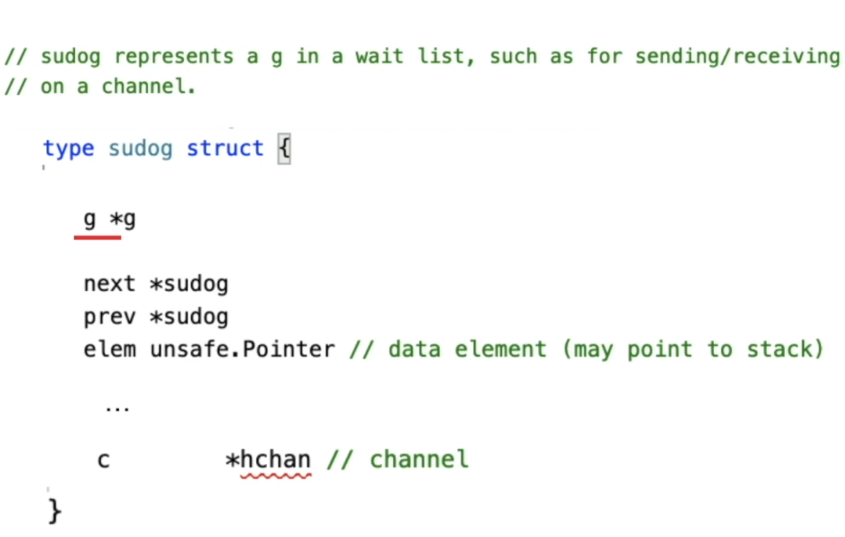 // sudog represents a g in a wait list, such as for sending/receiving
// on a channel.
type sudog struct {
g *g
next *sudog
prev *sudog
elem unsafe.Pointer // data element (may point to stack)
...
c *hchan // channel
}